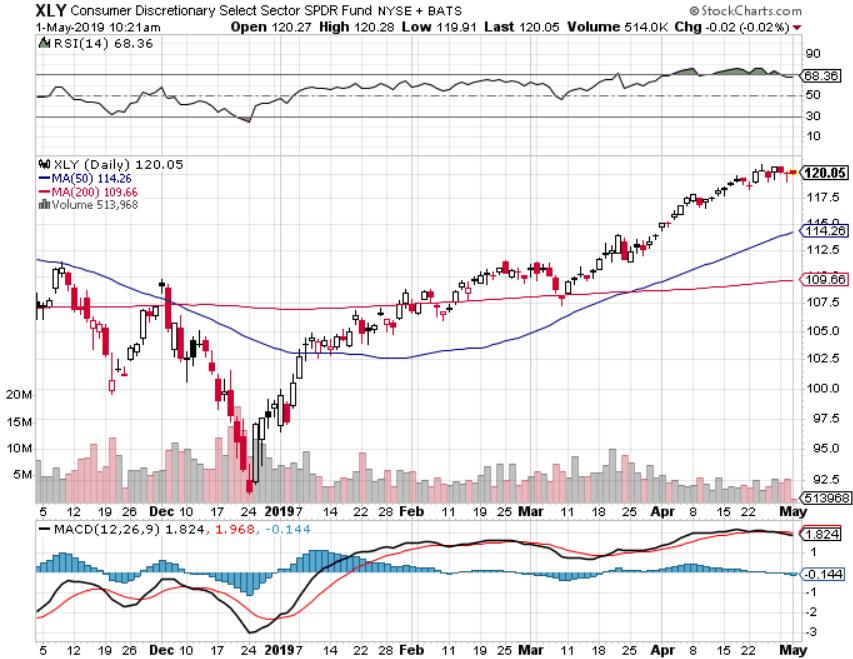 XLY Consumer Discretionary Select Sector SPDR Fund NYSE + BATS © StockCharts.com
1-May-2019 10:21am Open 120.27 High 120.28 Low 119.91 Last 120.05 Volume 514.0K Chg -0.02 (-0.02%)
RSI(14) 68.36
90
68.36
50
30
10
XLY (Daily) 120.05
MA(50) 114.26
MA(200) 109.66
Volume 513,968
120.05
117.5
115.0
114.26
112.5
109.66
107.5
105.0
102.5
100.0
97.5
95.0
92.5
20M
15M
10M
5M
513968
5 12 19 26 Dec 10 17 24 2019 7 14 22 28 Feb 11 19 25 Mar 11 18 25 Apr 8 15 22 May
MACD(12,26,9) 1.824, 1.968, -0.144
1.824
1
-0.144
-1
-2
-3
5 12 19 26 Dec 10 17 24 2019 7 14 22 28 Feb 11 19 25 Mar 11 18 25 Apr 8 15 22 May